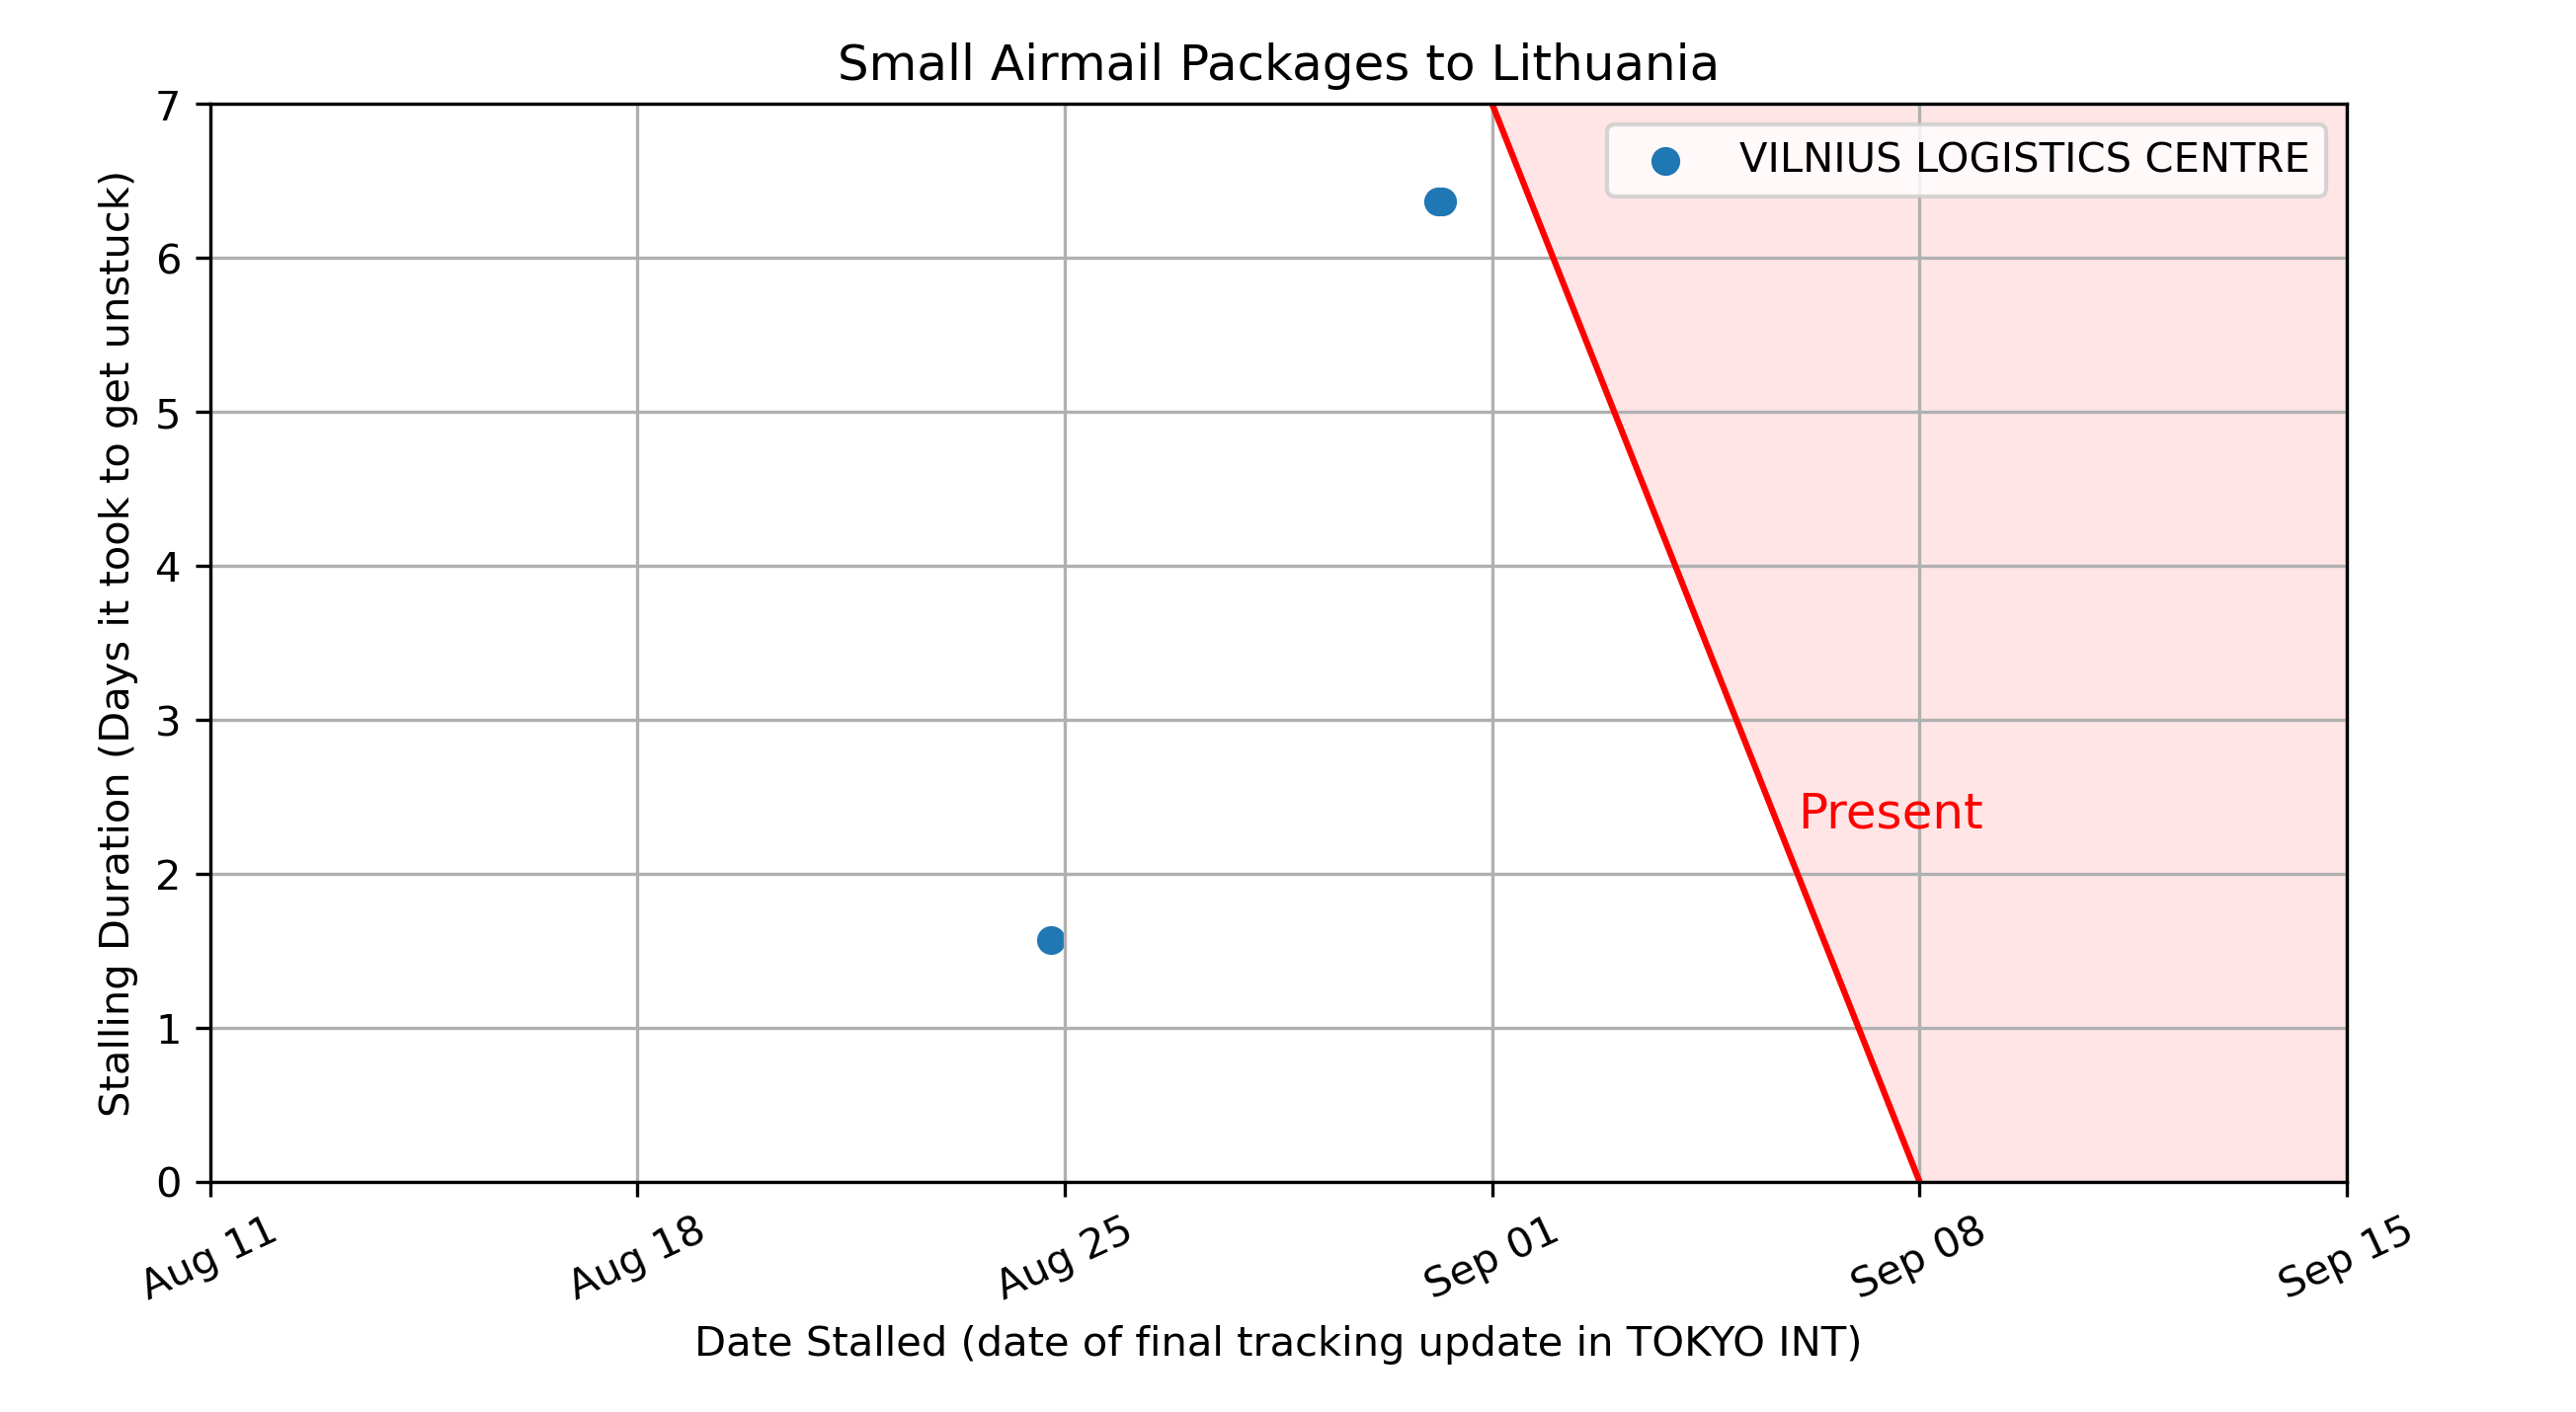 Small Airmail Packages to Lithuania
Stalling Duration (Days it took to get unstuck)
7
6
5
4
3
2
1
0
VILNIUS LOGISTICS CENTRE
Present
Aug 11
Aug 18
Aug 25
Sep 01
Sep 08
Sep 15
Date Stalled (date of final tracking update in TOKYO INT)